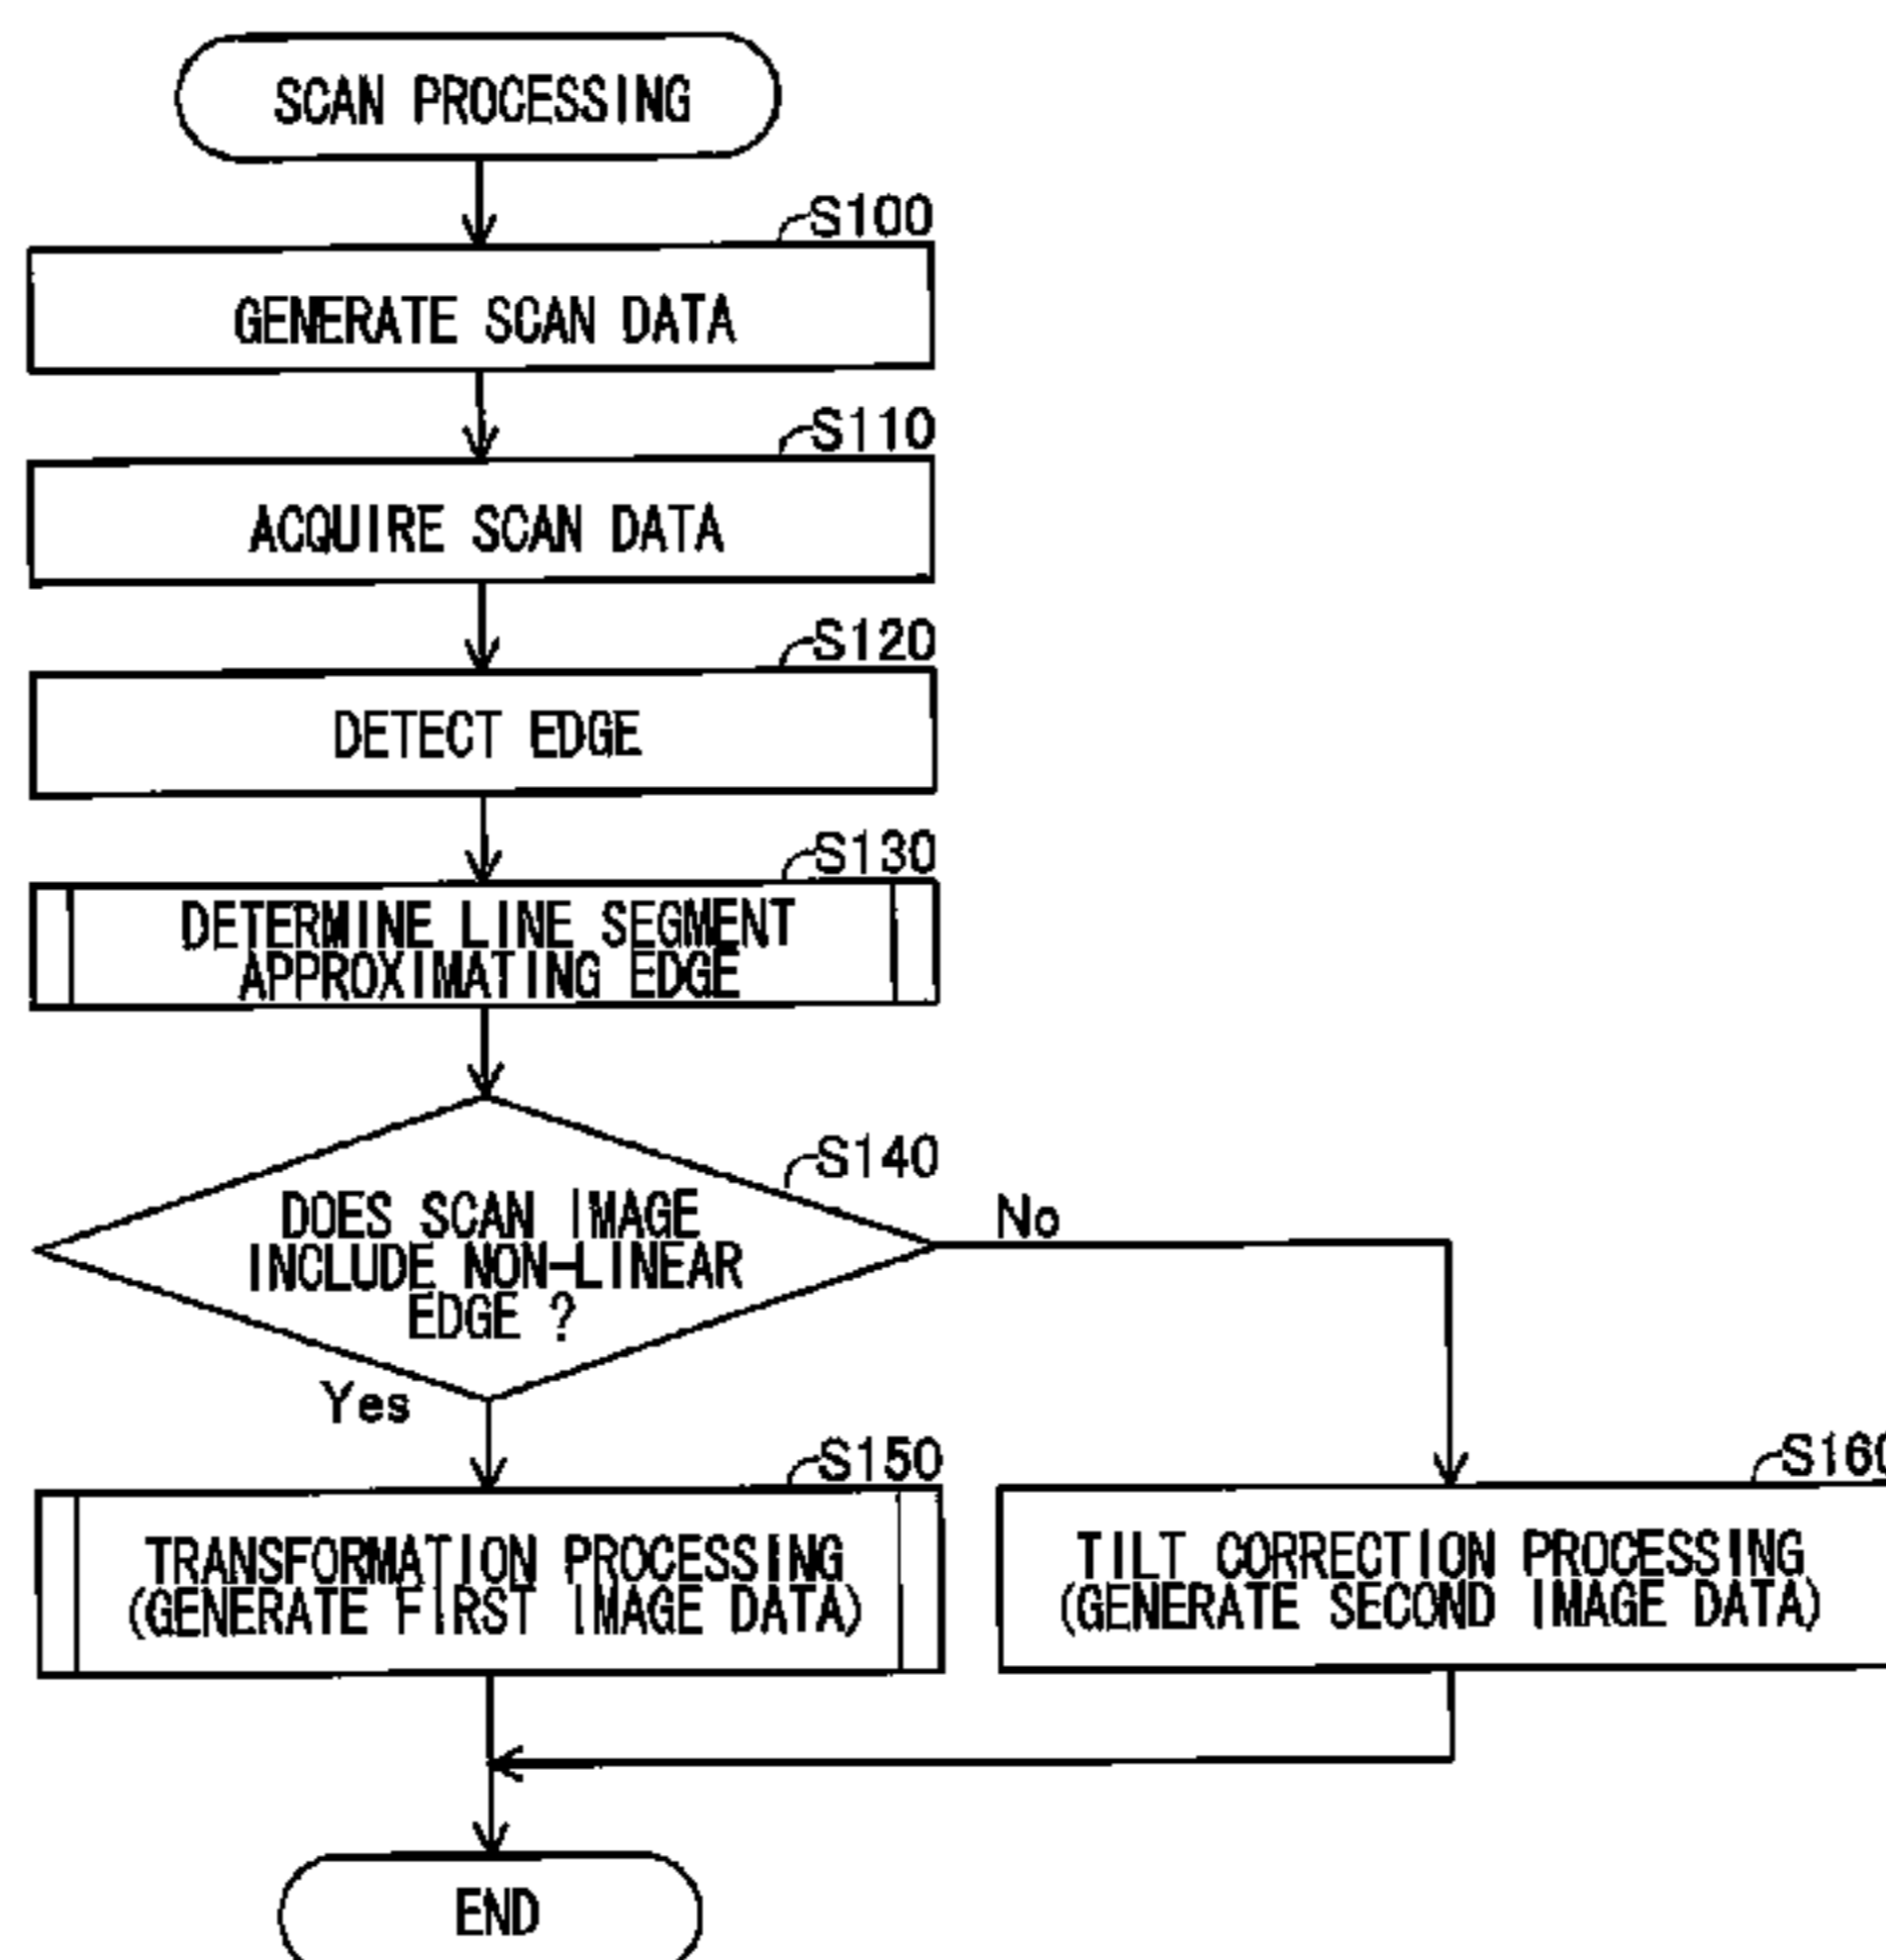 SCAN PROCESSING
S100
GENERATE SCAN DATA
S110
ACQUIRE SCAN DATA
S120
DETECT EDGE
S130
DETERMINE LINE SEGMENT
APPROXIMATING EDGE
S140
DOES SCAN IMAGE
INCLUDE NON-LINEAR
EDGE ?
No
Yes
S150
TRANSFORMATION PROCESSING
(GENERATE FIRST IMAGE DATA)
S160
TILT CORRECTION PROCESSING
(GENERATE SECOND IMAGE DATA)
END